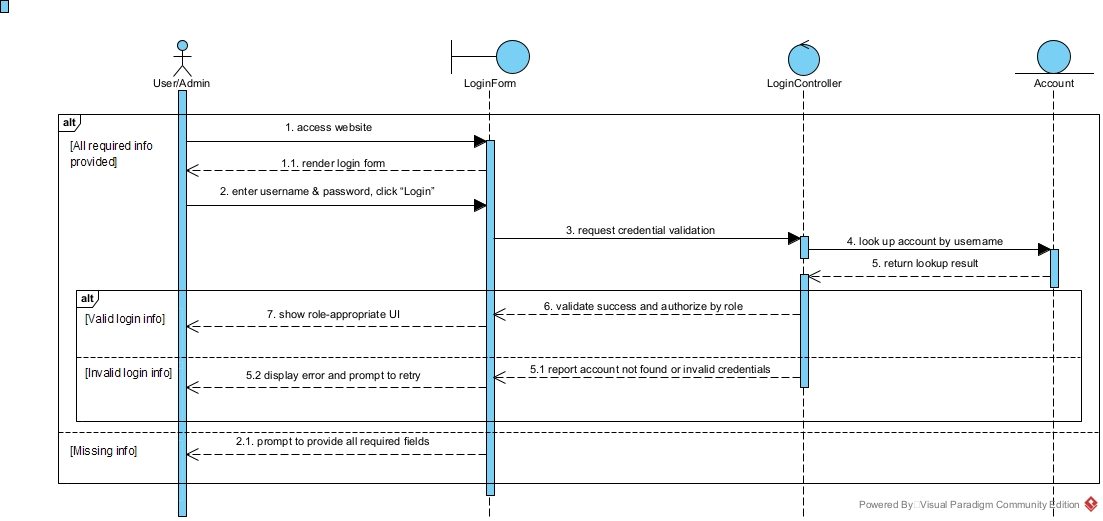 User/Admin
LoginForm
LoginController
Account
alt
[All required info
provided]
1. access website
1.1. render login form
2. enter username & password, click “Login”
3. request credential validation
4. look up account by username
5. return lookup result
alt
[Valid login info]
6. validate success and authorize by role
7. show role-appropriate UI
[Invalid login info]
5.1 report account not found or invalid credentials
5.2 display error and prompt to retry
[Missing info]
2.1. prompt to provide all required fields
Powered By Visual Paradigm Community Edition